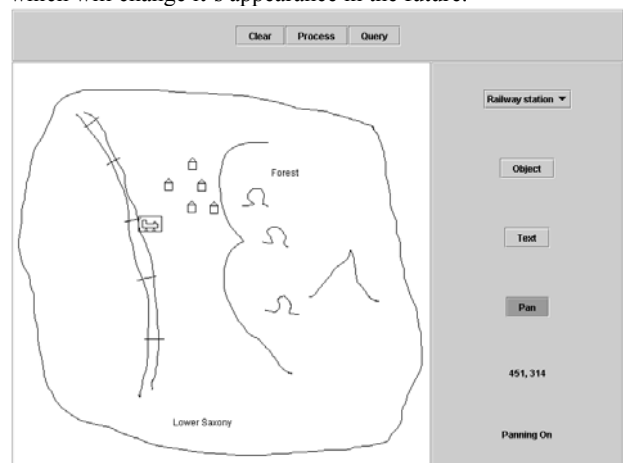 which will change it's appearance in the future.
Clear Process Query
Railway station
Object
Text
Pan
451, 314
Panning On
Forest
Lower Saxony